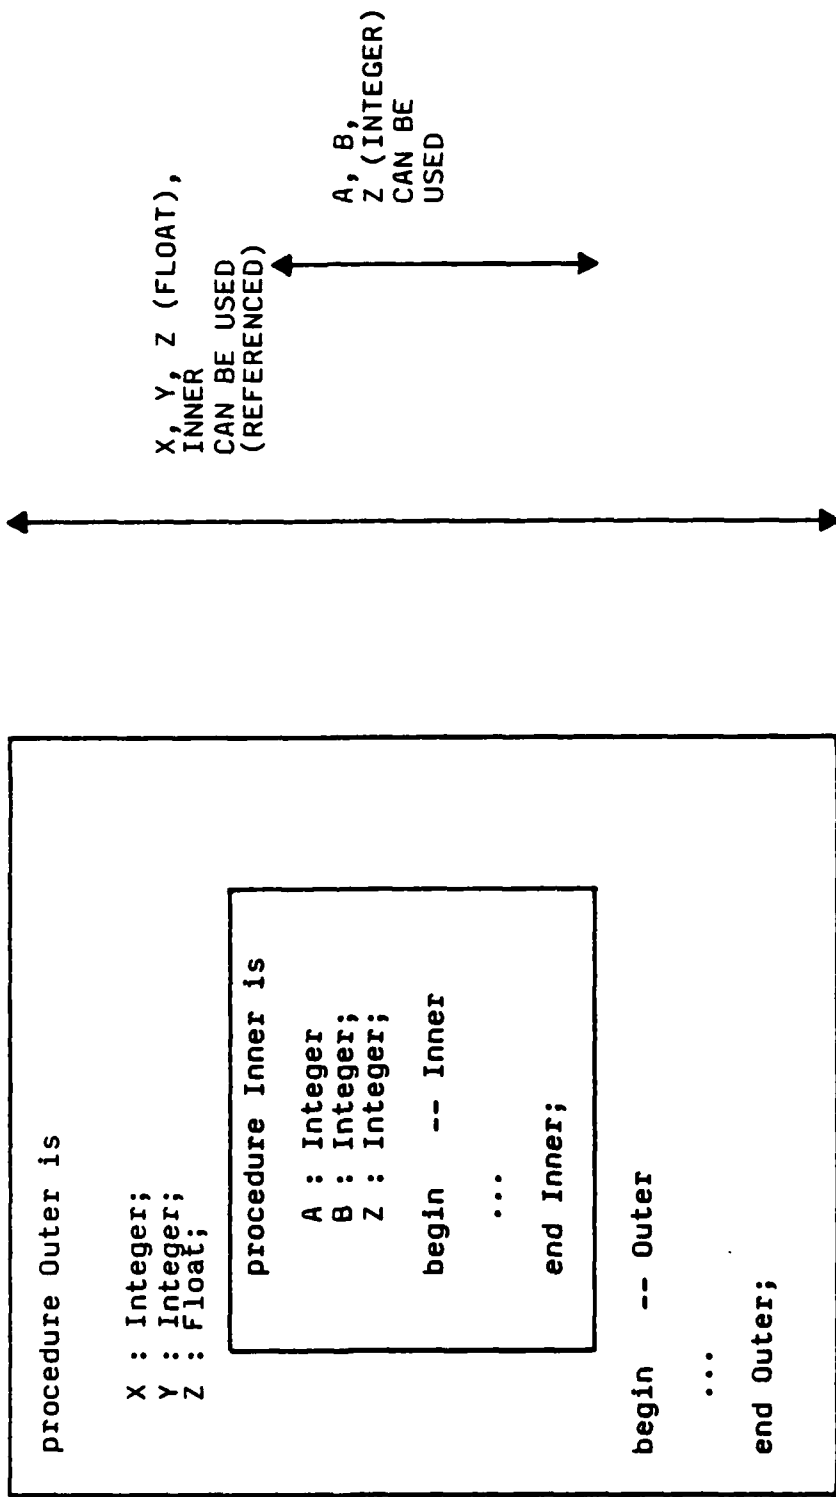 procedure Outer is
X : Integer;
Y : Integer;
Z : Float;
procedure Inner is
A : Integer
B : Integer;
Z : Integer;
begin -- Inner
...
end Inner;
begin -- Outer
...
end Outer;
X, Y, Z (FLOAT),
INNER
CAN BE USED
(REFERENCED)
A, B,
Z (INTEGER)
CAN BE
USED